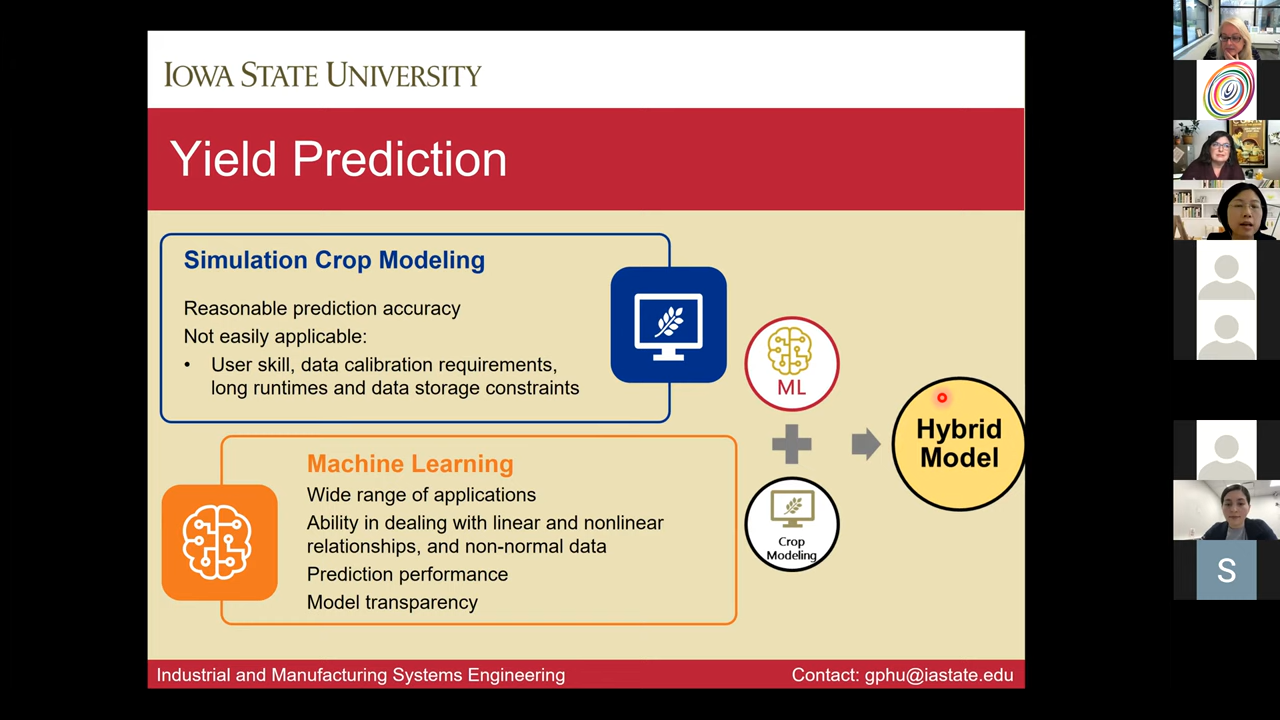 IOWA STATE UNIVERSITY
Yield Prediction
Simulation Crop Modeling
Reasonable prediction accuracy
Not easily applicable:
• User skill, data calibration requirements,
long runtimes and data storage constraints
Machine Learning
Wide range of applications
Ability in dealing with linear and nonlinear
relationships, and non-normal data
Prediction performance
Model transparency
ML
Crop
Modeling
Hybrid
Model
Industrial and Manufacturing Systems Engineering
Contact: gphu@iastate.edu
S